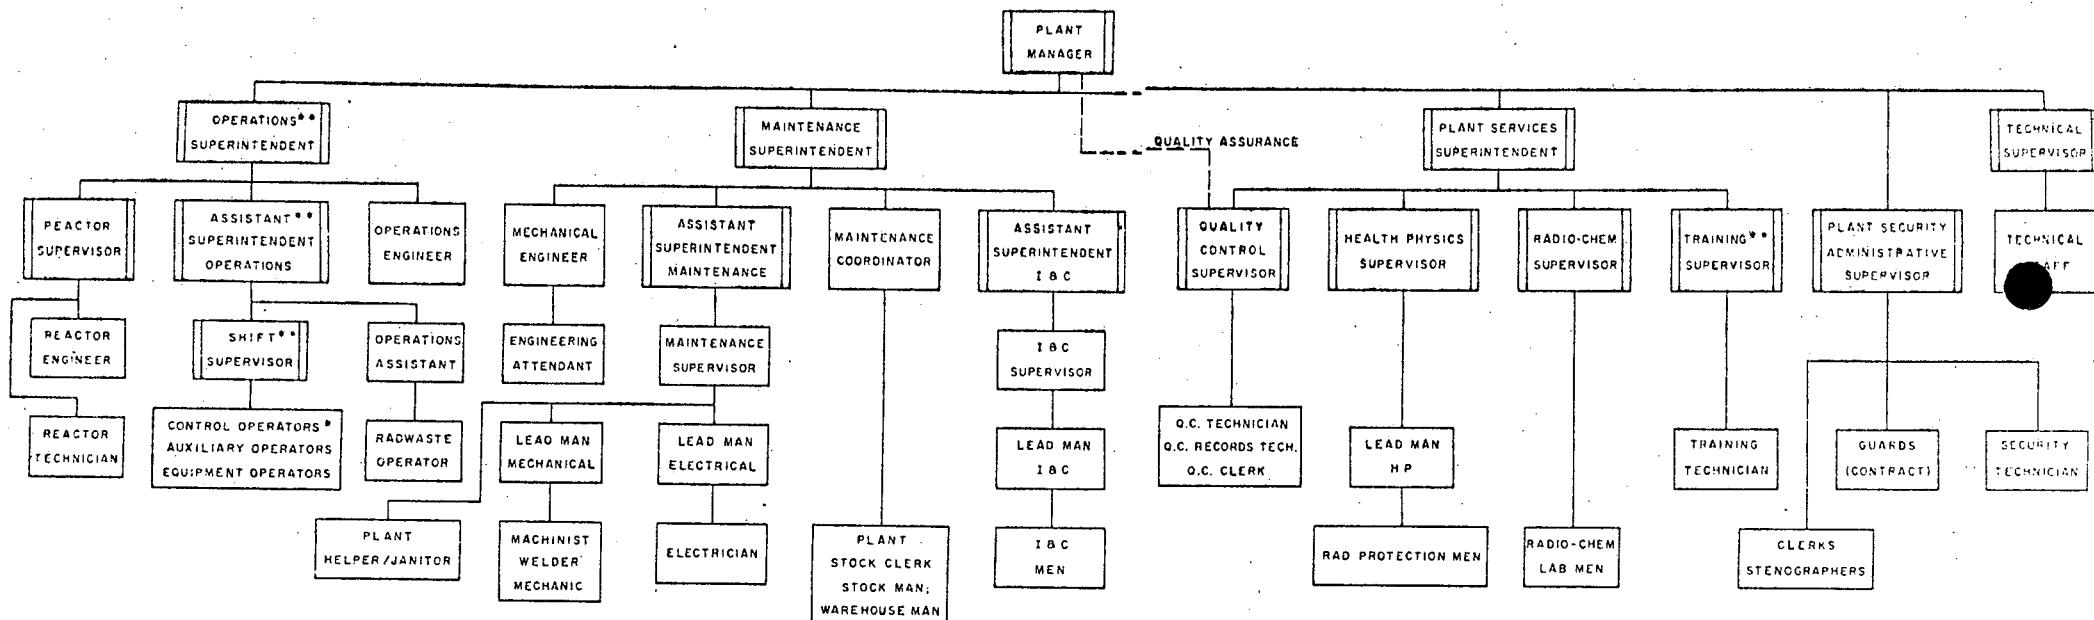 PLANT
MANAGER
OPERATIONS**
SUPERINTENDENT
MAINTENANCE
SUPERINTENDENT
QUALITY ASSURANCE
PLANT SERVICES
SUPERINTENDENT
TECHNICAL
SUPERVISOR
REACTOR
SUPERVISOR
ASSISTANT**
SUPERINTENDENT
OPERATIONS
OPERATIONS
ENGINEER
MECHANICAL
ENGINEER
ASSISTANT
SUPERINTENDENT
MAINTENANCE
MAINTENANCE
COORDINATOR
ASSISTANT
SUPERINTENDENT
I&C
QUALITY
CONTROL
SUPERVISOR
HEALTH PHYSICS
SUPERVISOR
RADIO-CHEM
SUPERVISOR
TRAINING**
SUPERVISOR
PLANT SECURITY
ADMINISTRATIVE
SUPERVISOR
TECHNICAL
REACTOR
ENGINEER
SHIFT**
SUPERVISOR
OPERATIONS
ASSISTANT
ENGINEERING
ATTENDANT
MAINTENANCE
SUPERVISOR
I&C
SUPERVISOR
REACTOR
TECHNICIAN
CONTROL OPERATORS*
AUXILIARY OPERATORS
EQUIPMENT OPERATORS
RADWASTE
OPERATOR
LEAD MAN
MECHANICAL
LEAD MAN
ELECTRICAL
LEAD MAN
I&C
Q.C. TECHNICIAN
Q.C. RECORDS TECH.
Q.C. CLERK
LEAD MAN
HP
TRAINING
TECHNICIAN
GUARDS
(CONTRACT)
SECURITY
TECHNICIAN
PLANT
HELPER/JANITOR
MACHINIST
WELDER
MECHANIC
ELECTRICIAN
PLANT
STOCK CLERK
STOCK MAN;
WAREHOUSE MAN
I&C
MEN
RAD PROTECTION MEN
RADIO-CHEM
LAB MEN
CLERKS
STENOGRAPHERS